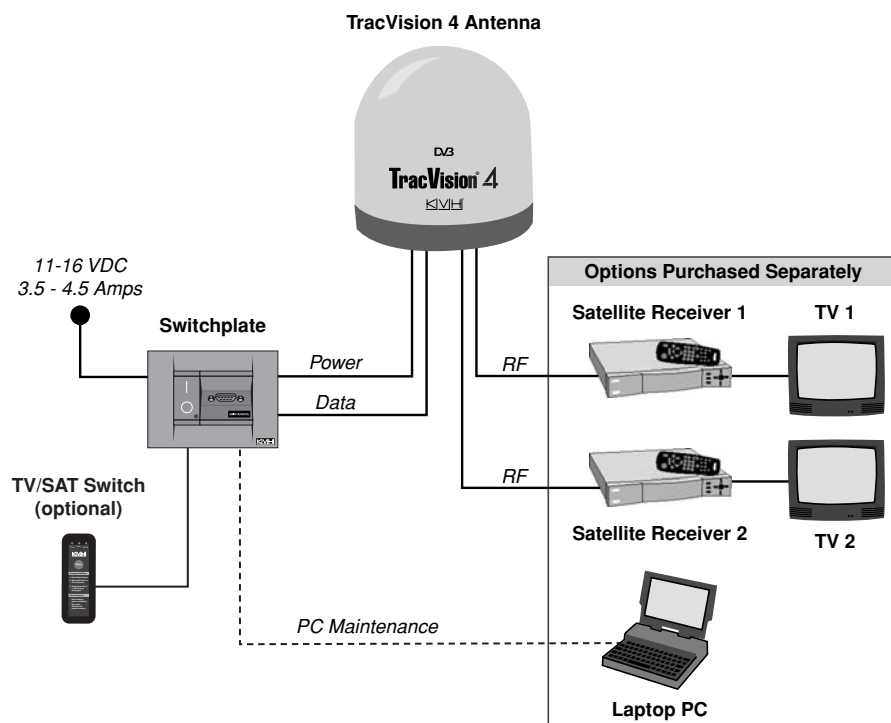 TracVision 4 Antenna
DVB
TracVision® 4
KVH
11-16 VDC
3.5 - 4.5 Amps
Options Purchased Separately
Satellite Receiver 1
TV 1
Switchplate
Power
RF
Data
KVH
TV/SAT Switch
(optional)
RF
KVH
Satellite Receiver 2
TV 2
PC Maintenance
Laptop PC